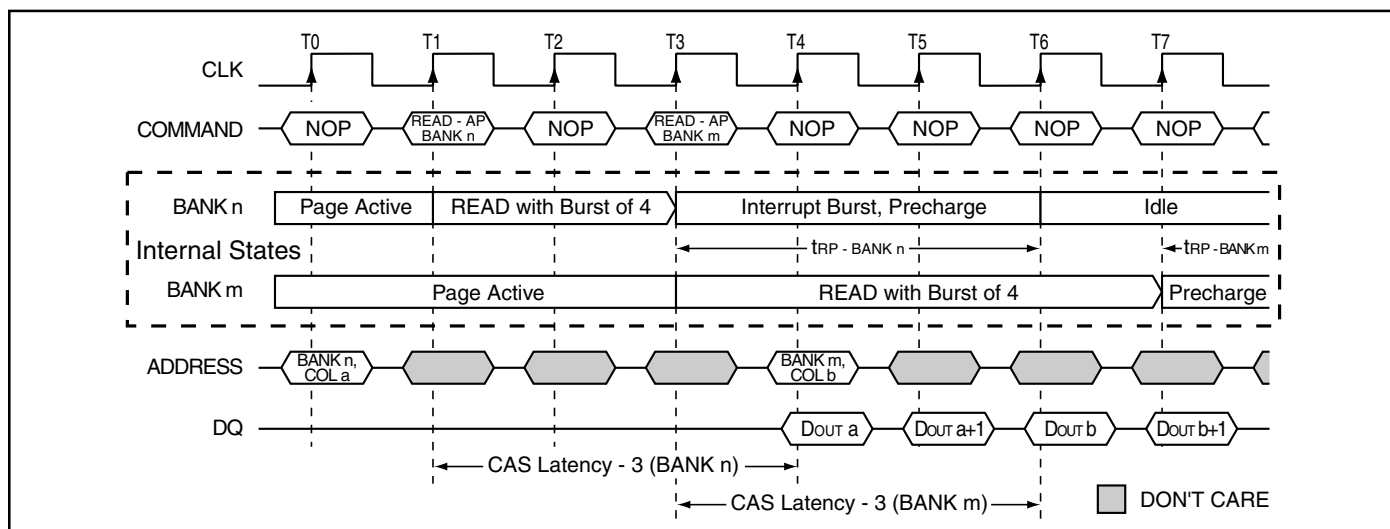 T0 T1 T2 T3 T4 T5 T6 T7
CLK
COMMAND NOP READ - AP BANK n NOP READ - AP BANK m NOP NOP NOP NOP
BANK n Page Active READ with Burst of 4 Interrupt Burst, Precharge Idle
Internal States tRP - BANK n tRP - BANK m
BANK m Page Active READ with Burst of 4 Precharge
ADDRESS BANK n, COL a BANK m, COL b
DQ DOUT a DOUT a+1 DOUT b DOUT b+1
CAS Latency - 3 (BANK n)
CAS Latency - 3 (BANK m) DON'T CARE